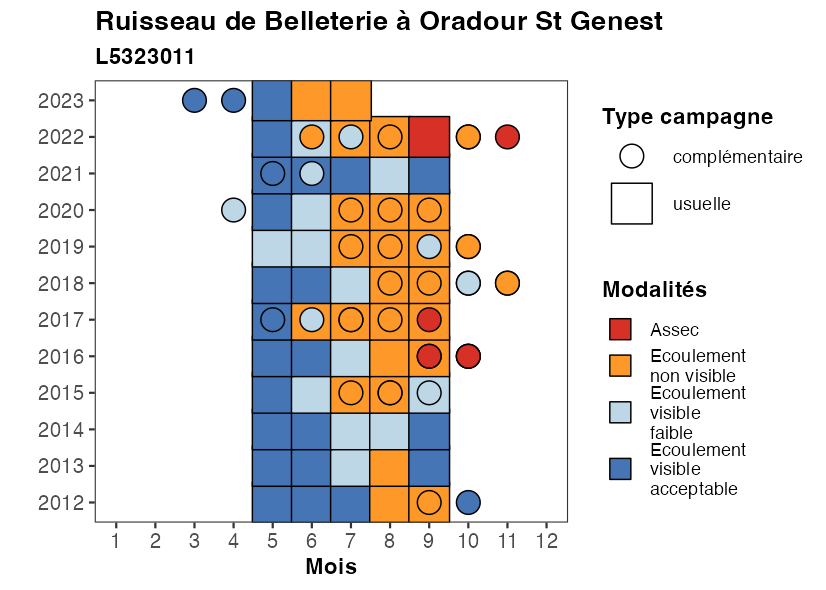 Ruisseau de Belleterie à Oradour St Genest
L5323011
2023
2022
2021
2020
2019
2018
2017
2016
2015
2014
2013
2012
1 2 3 4 5 6 7 8 9 10 11 12
Mois
Type campagne
complémentaire
usuelle
Modalités
Assec
Ecoulement
non visible
Ecoulement
visible
faible
Ecoulement
visible
acceptable